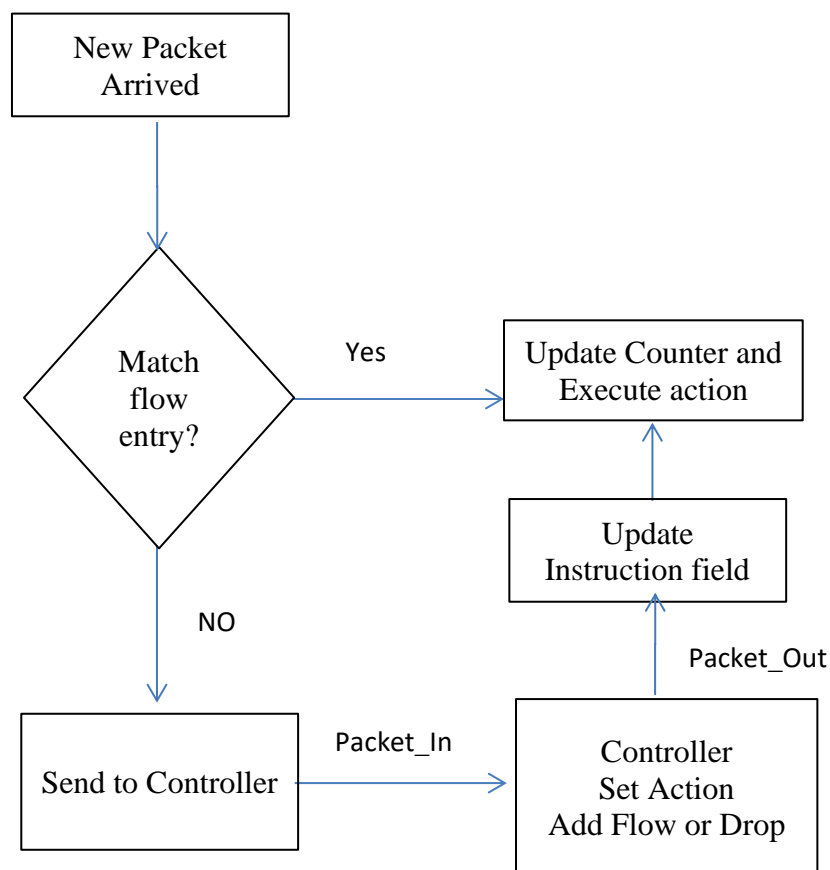 New Packet
Arrived
Match
flow
entry?
Yes
Update Counter and
Execute action
Update
Instruction field
NO
Packet_Out
Send to Controller
Packet_In
Controller
Set Action
Add Flow or Drop